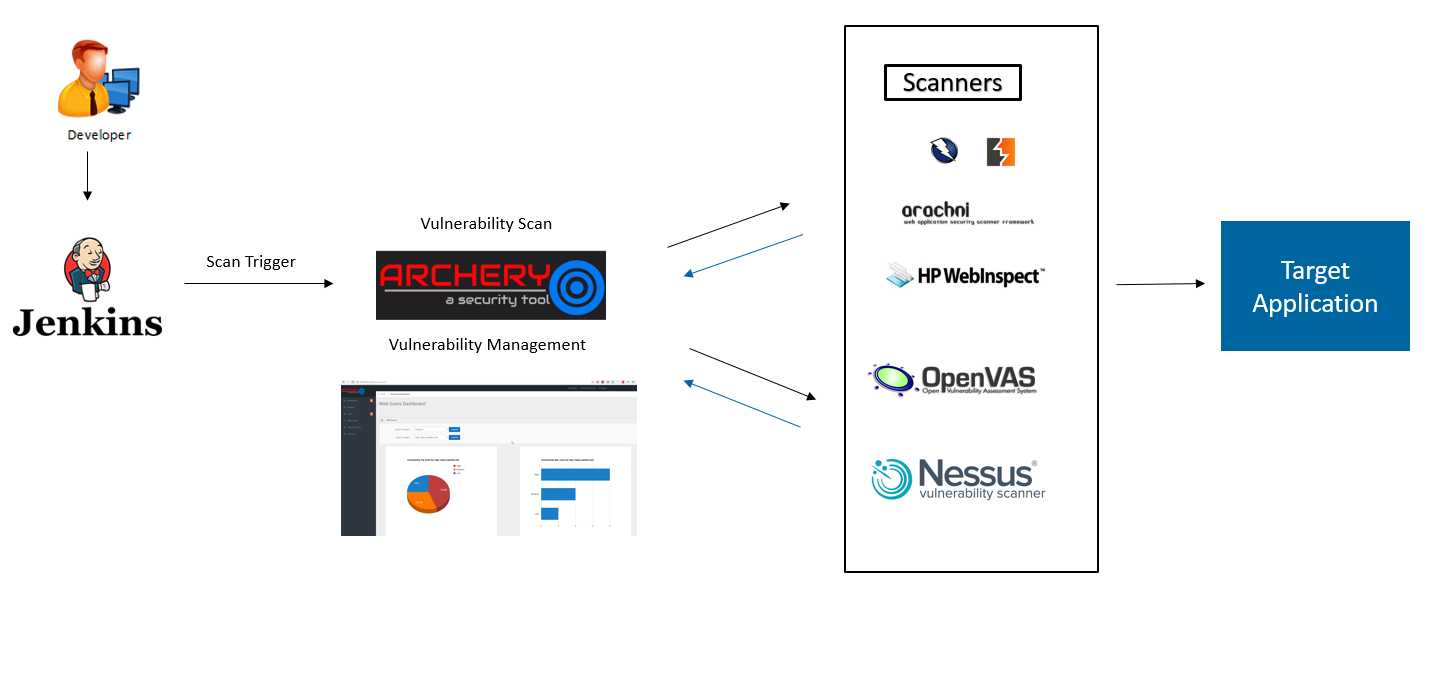 Developer
Jenkins
Scan Trigger
Vulnerability Scan
ARCHERY
a security tool
Vulnerability Management
Web Scans Dashboard
Scanners
arachni
web application security scanner framework
HP WebInspect™
OpenVAS
Open Vulnerability Assessment System
Nessus®
vulnerability scanner
Target
Application